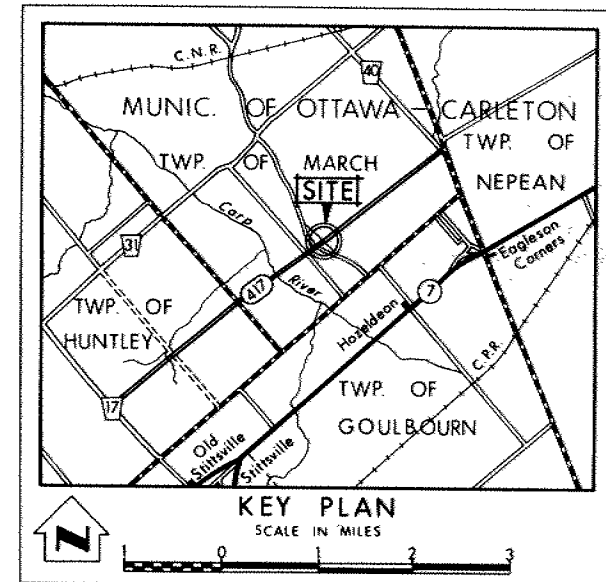 C.N.R.
40
MUNIC. OF OTTAWA – CARLETON
TWP. OF MARCH
TWP. OF
NEPEAN
SITE
Carp
River
31
417
7
Eagleson
Corners
Hazeldean
TWP. OF
HUNTLEY
C.P.R.
17
TWP. OF
GOULBOURN
Old
Stittsville
Stittsville
KEY PLAN
SCALE IN MILES
N
1 0 1 2 3